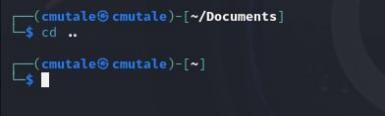 ┌──(cmutale㉿cmutale)-[~/Documents]
└─$ cd ..
┌──(cmutale㉿cmutale)-[~]
└─$